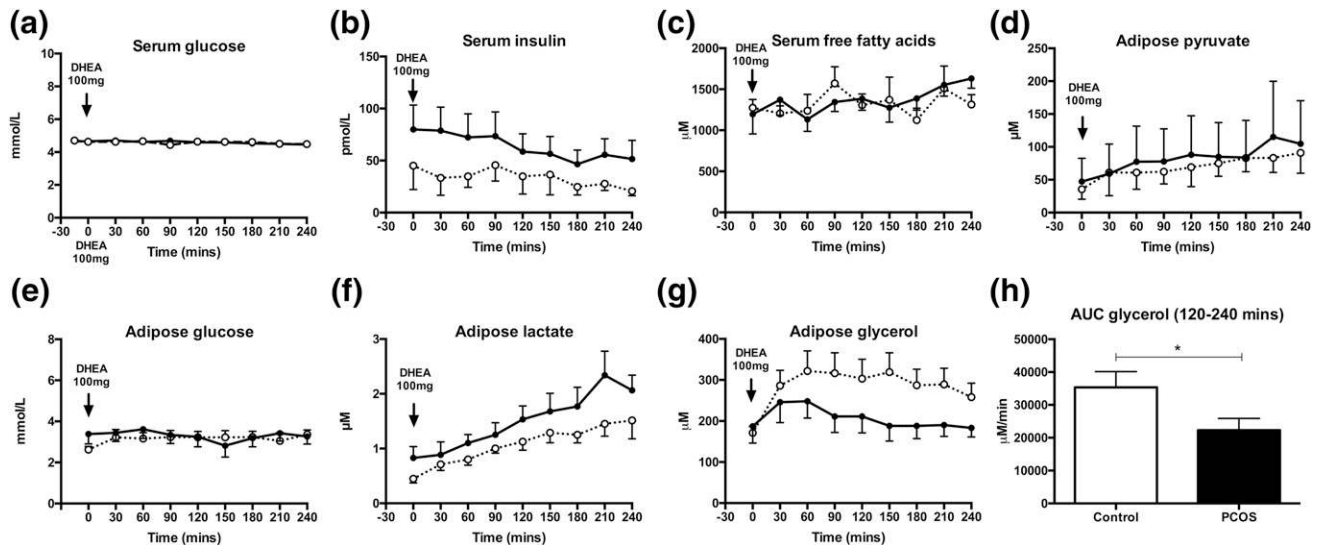 (a)
Serum glucose
DHEA
100mg
mmol/L
10
8
6
4
2
0
-30 0 30 60 90 120 150 180 210 240
DHEA
100mg
Time (mins)
(b)
Serum insulin
DHEA
100mg
pmol/L
150
100
50
0
-30 0 30 60 90 120 150 180 210 240
Time (mins)
(c)
Serum free fatty acids
DHEA
100mg
µM
2000
1600
1200
800
400
0
-30 0 30 60 90 120 150 180 210 240
Time (mins)
(d)
Adipose pyruvate
DHEA
100mg
µM
250
200
150
100
50
0
-30 0 30 60 90 120 150 180 210 240
Time (mins)
(e)
Adipose glucose
DHEA
100mg
mmol/L
8
6
4
2
0
-30 0 30 60 90 120 150 180 210 240
Time (mins)
(f)
Adipose lactate
DHEA
100mg
µM
3
2
1
0
-30 0 30 60 90 120 150 180 210 240
Time (mins)
(g)
Adipose glycerol
DHEA
100mg
µM
400
300
200
100
0
-30 0 30 60 90 120 150 180 210 240
Time (mins)
(h)
AUC glycerol (120-240 mins)
*
µM/min
50000
40000
30000
20000
10000
0
Control PCOS